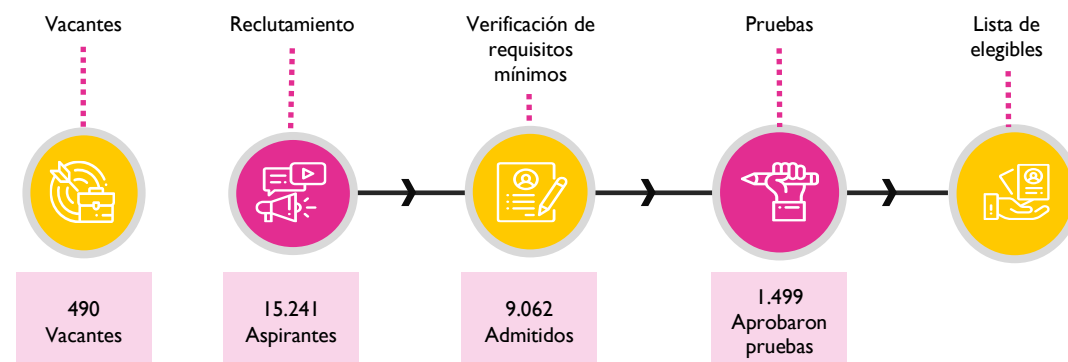 Vacantes
Reclutamiento
Verificación de
requisitos
mínimos
Pruebas
Lista de
elegibles
490
Vacantes
15.241
Aspirantes
9.062
Admitidos
1.499
Aprobaron
pruebas